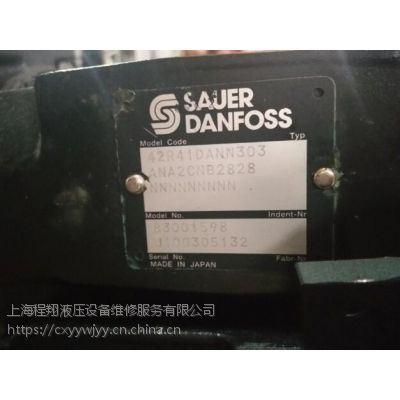 SAUER
DANFOSS
Model Code Typ
42R41DANN303
ANA2CNB2828
NNNNNNNNN .
Model No. Indent-Nr
83001598
Serial No. Fabr-Nr
MADE IN JAPAN
上海程翔液压设备维修服务有限公司
https://cxyywjyy.cn.china.cn